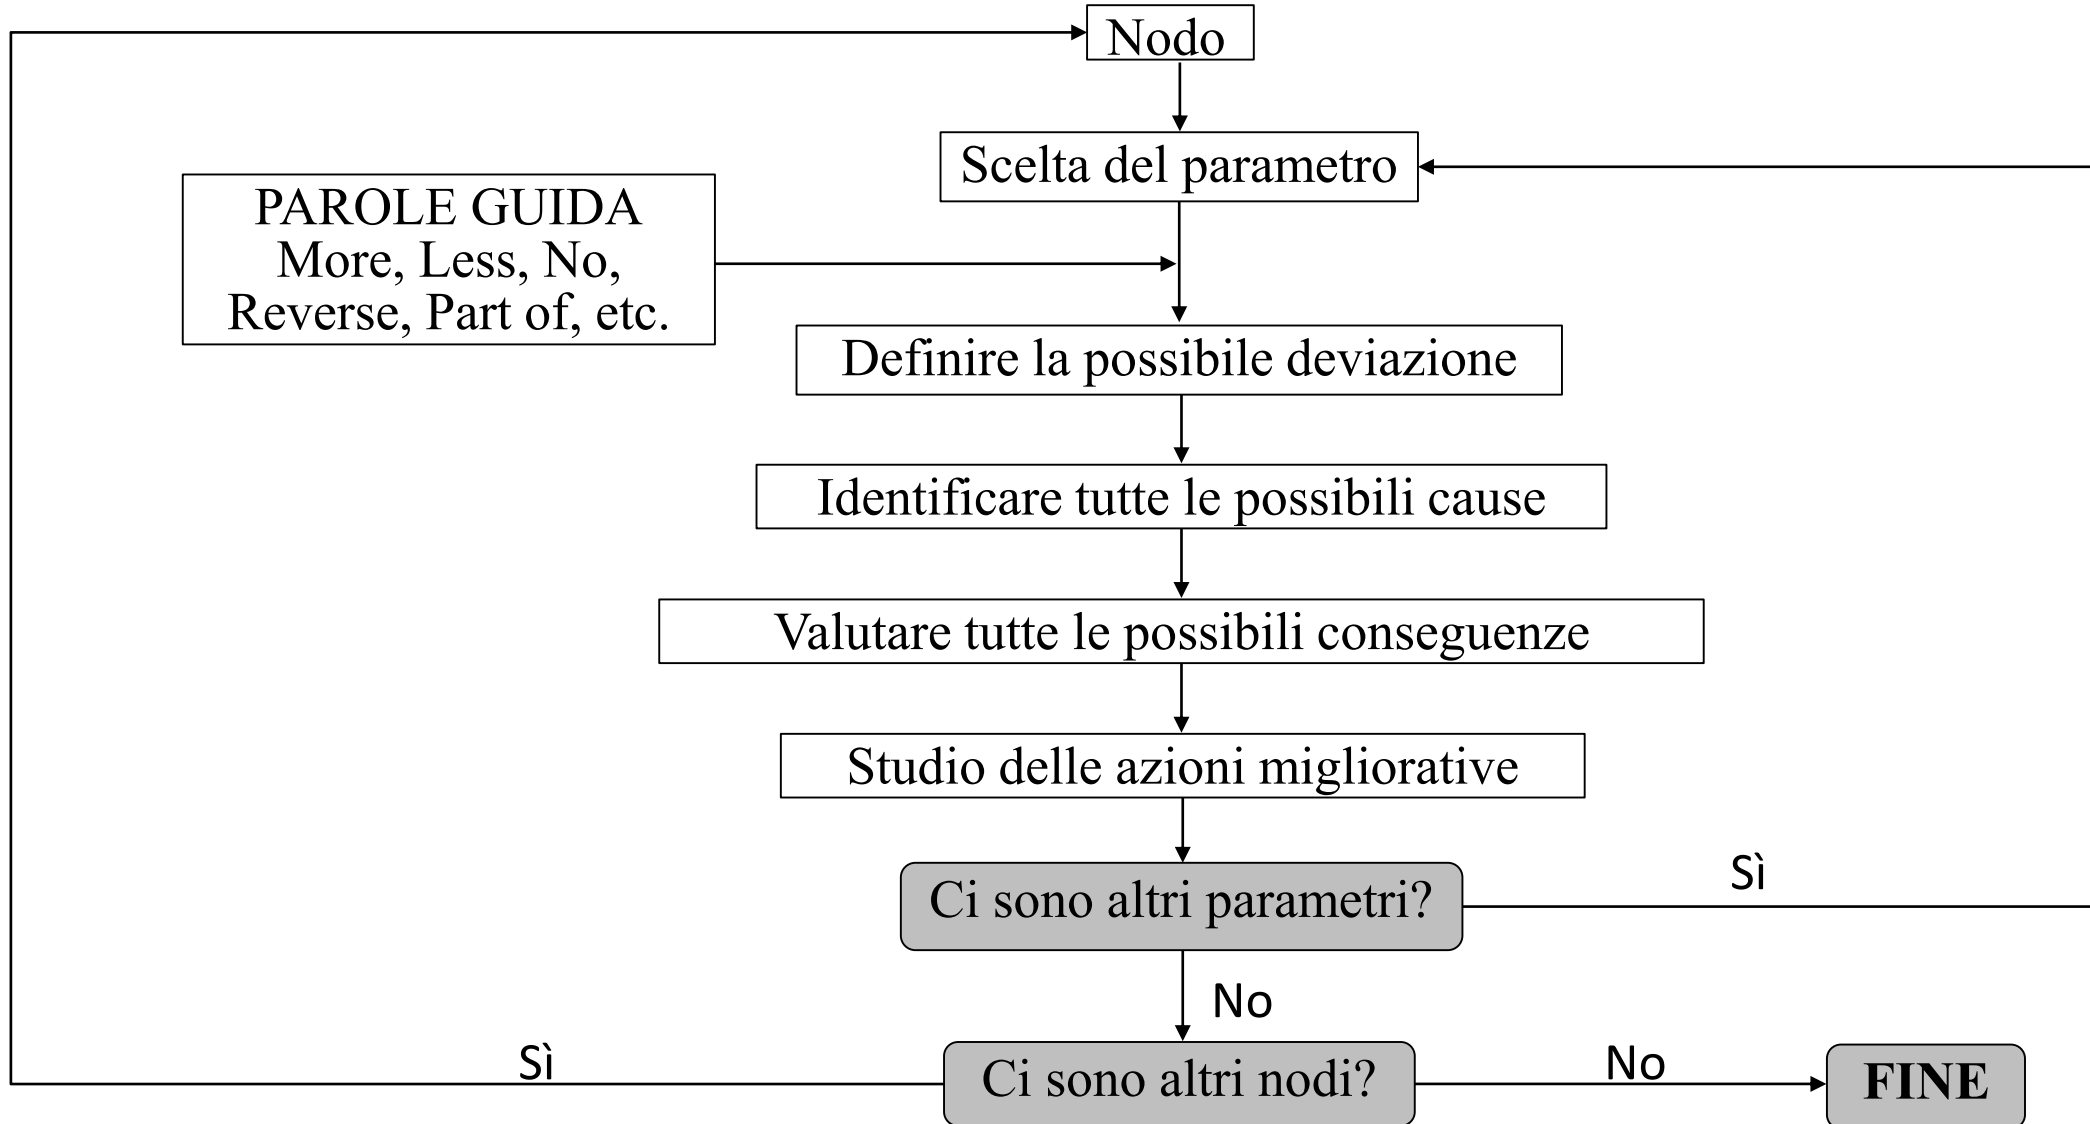 Nodo
Scelta del parametro
PAROLE GUIDA
More, Less, No,
Reverse, Part of, etc.
Definire la possibile deviazione
Identificare tutte le possibili cause
Valutare tutte le possibili conseguenze
Studio delle azioni migliorative
Ci sono altri parametri?
Sì
No
Sì
Ci sono altri nodi?
No
FINE